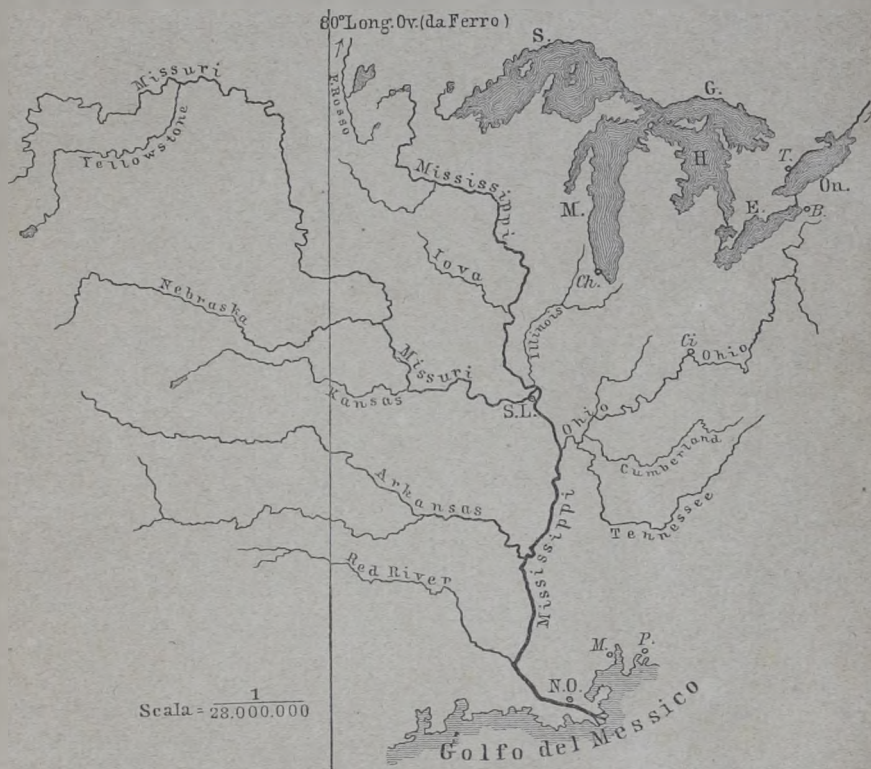 80° Long. Ov. (da Ferro)
S.
Missuri
G.
F. Rosso
Yellowstone
H
T.
Mississippi
On.
M.
E.
B.
Iova
Ch.
Nebraska
Illinois
Ci
Ohio
Missuri
Kansas
S.L.
Ohio
Cumberland
Arkansas
Tennessee
Mississippi
Red River
M.
P.
N.O.
Scala = 1
28.000.000
Golfo del Messico